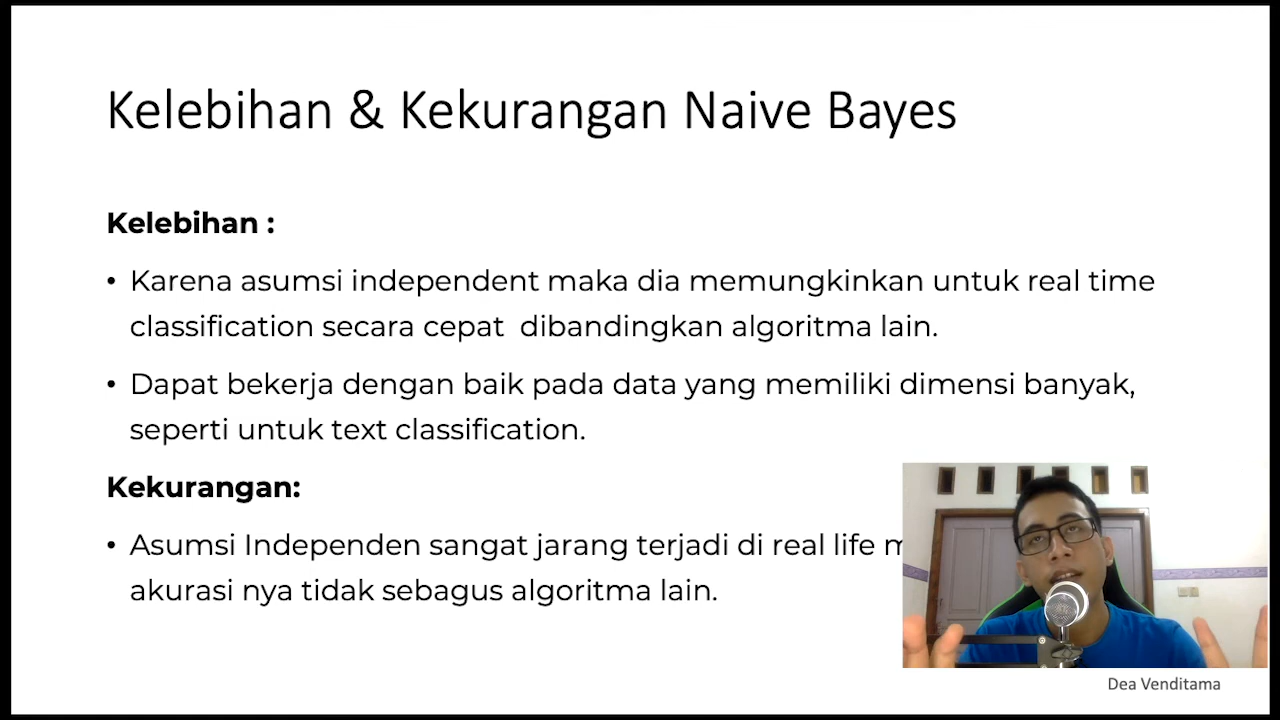 Kelebihan & Kekurangan Naive Bayes
Kelebihan :
• Karena asumsi independent maka dia memungkinkan untuk real time
classification secara cepat dibandingkan algoritma lain.
• Dapat bekerja dengan baik pada data yang memiliki dimensi banyak,
seperti untuk text classification.
Kekurangan:
• Asumsi Independen sangat jarang terjadi di real life
akurasi nya tidak sebagus algoritma lain.
Dea Venditama